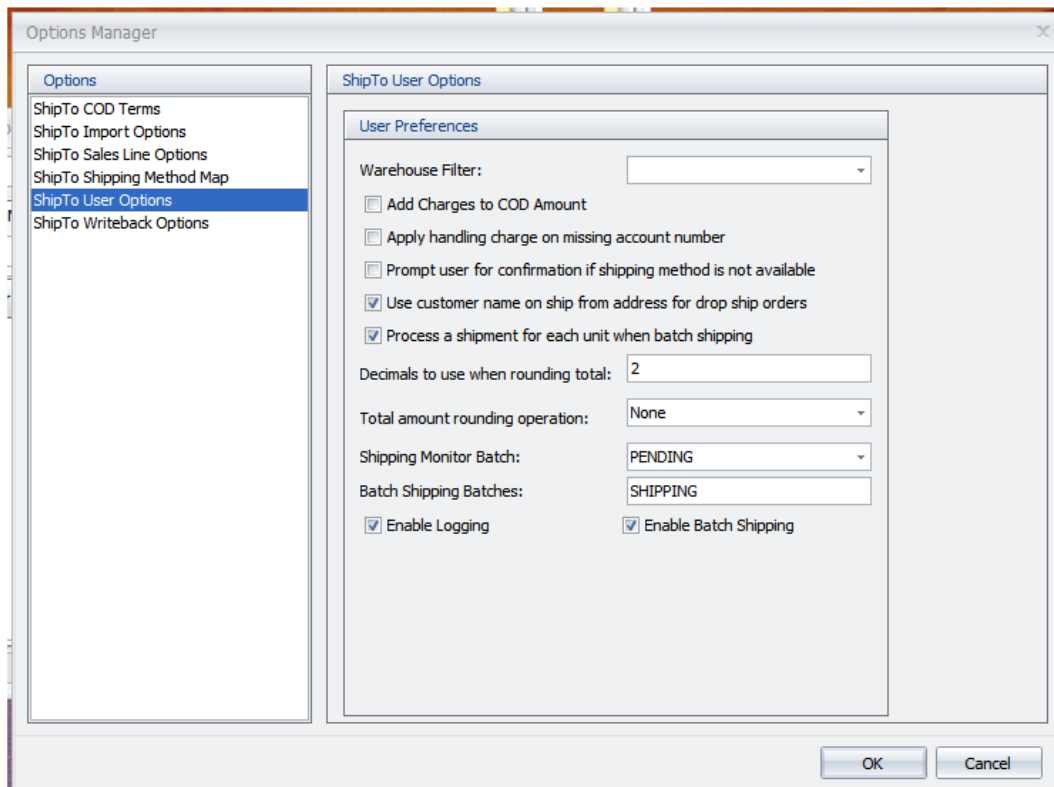 Options Manager
Options
ShipTo COD Terms
ShipTo Import Options
ShipTo Sales Line Options
ShipTo Shipping Method Map
ShipTo User Options
ShipTo Writeback Options
ShipTo User Options
User Preferences
Warehouse Filter:
Add Charges to COD Amount
Apply handling charge on missing account number
Prompt user for confirmation if shipping method is not available
Use customer name on ship from address for drop ship orders
Process a shipment for each unit when batch shipping
Decimals to use when rounding total: 2
Total amount rounding operation: None
Shipping Monitor Batch: PENDING
Batch Shipping Batches: SHIPPING
Enable Logging Enable Batch Shipping
OK Cancel